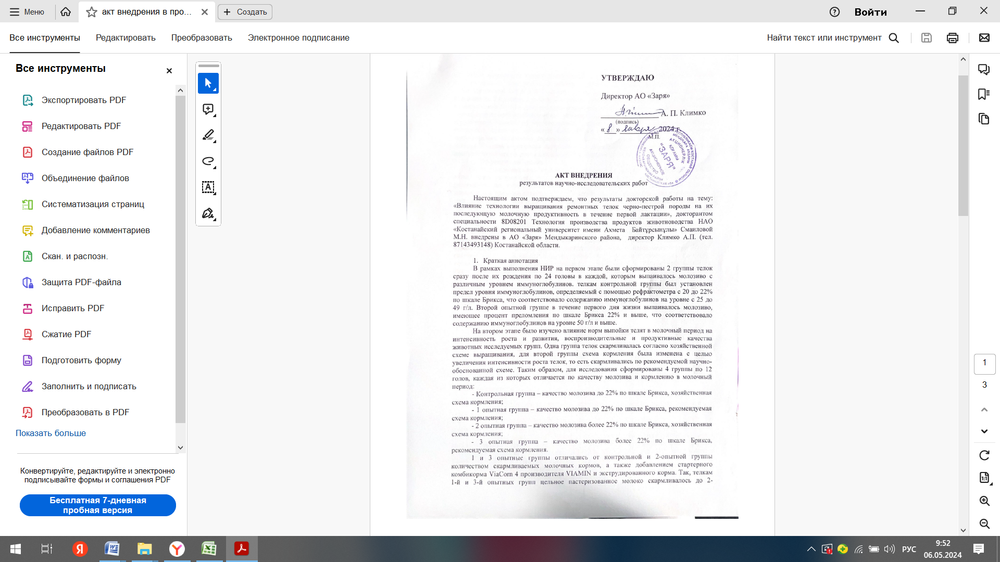 Меню
акт внедрения в про...
Создать
Войти
Все инструменты
Редактировать
Преобразовать
Электронное подписание
Найти текст или инструмент
Все инструменты
Экспортировать PDF
Редактировать PDF
Создание файлов PDF
Объединение файлов
Систематизация страниц
Добавление комментариев
Скан. и распозн.
Защита PDF-файла
Исправить PDF
Сжатие PDF
Подготовить форму
Заполнить и подписать
Преобразовать в PDF
Показать больше
Конвертируйте, редактируйте и электронно
подписывайте формы и соглашения PDF
Бесплатная 7-дневная
пробная версия
УТВЕРЖДАЮ
Директор АО «Заря»
А. П. Климко
(подпись)
«8» января 2024 г.
М.П.
АКЦИОНЕРЛІК
ҚОҒАМЫ
"ЗАРЯ"
АКЦИОНЕРНОЕ
ОБЩЕСТВО
АКТ ВНЕДРЕНИЯ
результатов научно-исследовательских работ
Настоящим актом подтверждаем, что результаты докторской работы на тему:
«Влияние технологии выращивания ремонтных телок черно-пестрой породы на их
последующую молочную продуктивность в течение первой лактации», докторантом
специальности 8D08201 Технология производства продуктов животноводства НАО
«Костанайский региональный университет имени Ахмета Байтұрсынұлы» Смаиловой
М.Н. внедрены в АО «Заря» Мендыкаринского района, директор Климко А.П. (тел.
87143493148) Костанайской области.
1. Краткая аннотация
В рамках выполнения НИР на первом этапе были сформированы 2 группы телок
сразу после их рождения по 24 головы в каждой, которым выпаивалось молозиво с
различным уровнем иммуноглобулинов. телкам контрольной группы был установлен
предел уровня иммуноглобулинов, определяемый с помощью рефрактометра с 20 до 22%
по шкале Брикса, что соответствовало содержанию иммуноглобулинов на уровне с 25 до
49 г/л. Второй опытной группе в течение первого дня жизни выпаивалось молозиво,
имеющее процент преломления по шкале Брикса 22% и выше, что соответствовало
содержанию иммуноглобулинов на уровне 50 г/л и выше.
На втором этапе было изучено влияние норм выпойки телят в молочный период на
интенсивность роста и развития, воспроизводительные и продуктивные качества
животных исследуемых групп. Одна группа телок скармливалась согласно хозяйственной
схеме выращивания, для второй группы схема кормления была изменена с целью
увеличения интенсивности роста телок, то есть скармливались по рекомендуемой научно-
обоснованной схеме. Таким образом, для исследования сформированы 4 группы по 12
голов, каждая из которых отличается по качеству молозива и кормлению в молочный
период:
- Контрольная группа – качество молозива до 22% по шкале Брикса, хозяйственная
схема кормления;
- 1 опытная группа – качество молозива до 22% по шкале Брикса, рекомендуемая
схема кормления;
- 2 опытная группа – качество молозива более 22% по шкале Брикса, хозяйственная
схема кормления;
- 3 опытная группа – качество молозива более 22% по шкале Брикса,
рекомендуемая схема кормления.
1 и 3 опытные группы отличались от контрольной и 2-опытной группы
количеством скармливаемых молочных кормов, а также добавлением стартерного
комбикорма ViaCorn 4 производителя VIAMIN и экструдированного корма. Так, телкам
1-й и 3-й опытных групп цельное пастеризованное молоко скармливалось до 2-
1
3
1:1
РУС
9:52
06.05.2024